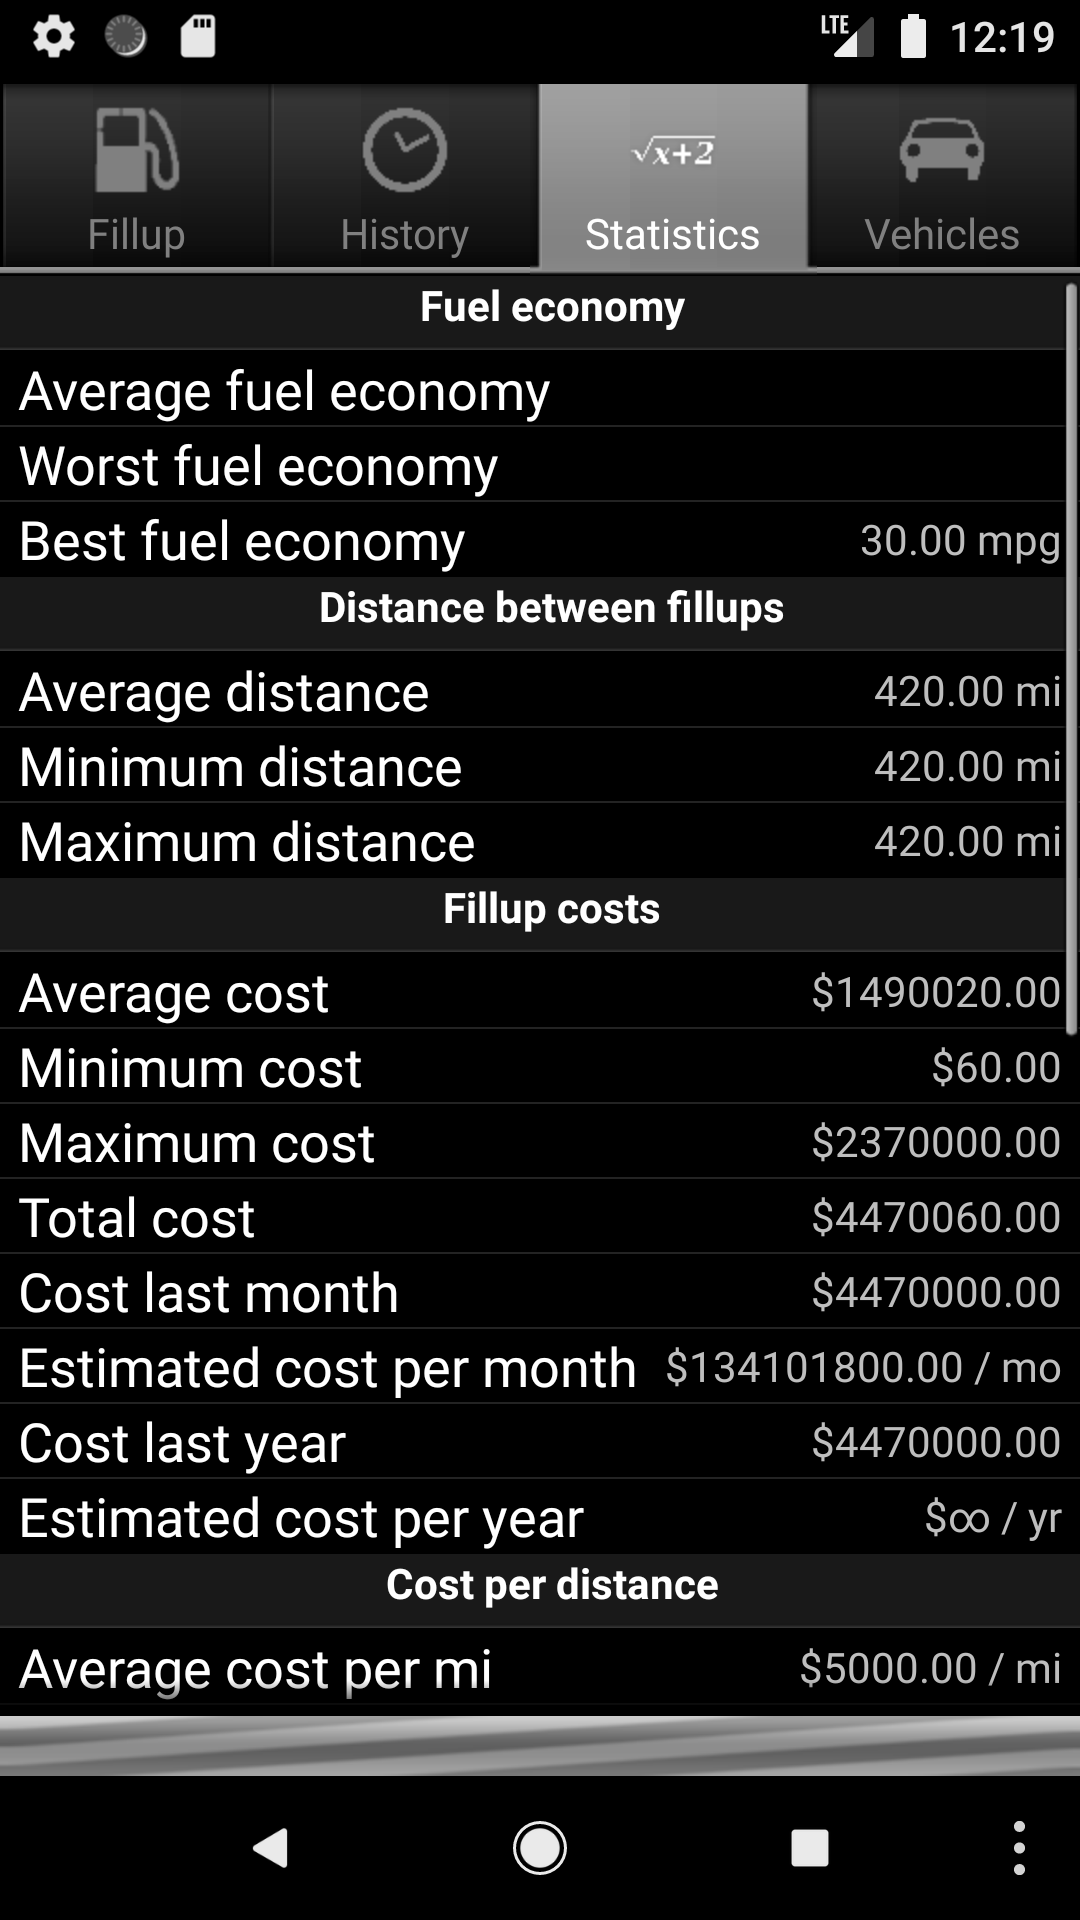 LTE 12:19
√x+2
Fillup History Statistics Vehicles
Fuel economy
Average fuel economy
Worst fuel economy
Best fuel economy 30.00 mpg
Distance between fillups
Average distance 420.00 mi
Minimum distance 420.00 mi
Maximum distance 420.00 mi
Fillup costs
Average cost $1490020.00
Minimum cost $60.00
Maximum cost $2370000.00
Total cost $4470060.00
Cost last month $4470000.00
Estimated cost per month $134101800.00 / mo
Cost last year $4470000.00
Estimated cost per year $∞ / yr
Cost per distance
Average cost per mi $5000.00 / mi